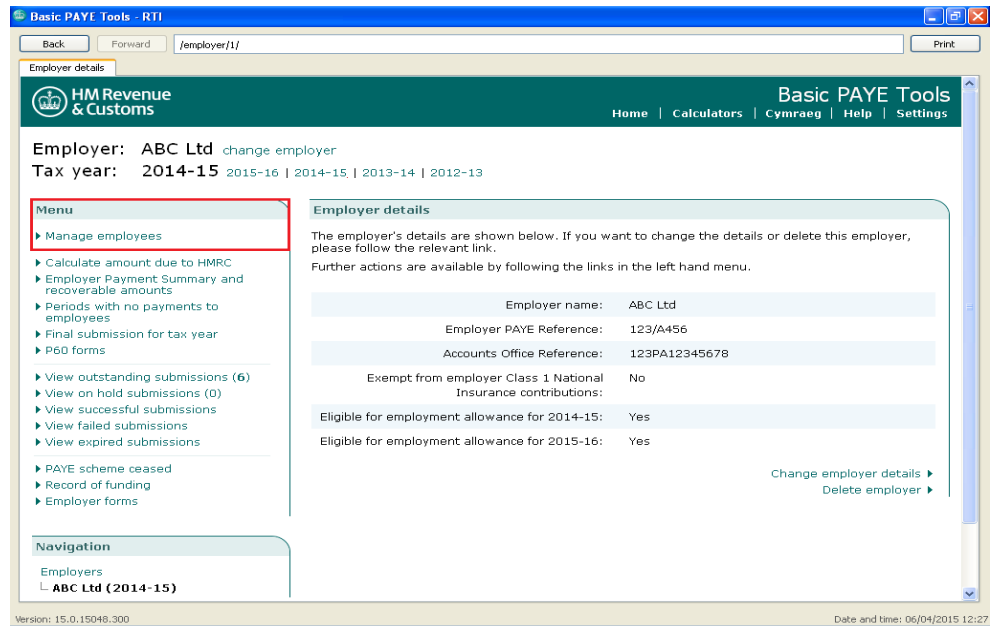 Basic PAYE Tools - RTI
Back
Forward
/employer/1/
Print
Employer details
HM Revenue
& Customs
Basic PAYE Tools
Home | Calculators | Cymraeg | Help | Settings
Employer: ABC Ltd change employer
Tax year: 2014-15 2015-16 | 2014-15 | 2013-14 | 2012-13
Menu
Manage employees
Calculate amount due to HMRC
Employer Payment Summary and
recoverable amounts
Periods with no payments to
employees
Final submission for tax year
P60 forms
View outstanding submissions (6)
View on hold submissions (0)
View successful submissions
View failed submissions
View expired submissions
PAYE scheme ceased
Record of funding
Employer forms
Navigation
Employers
ABC Ltd (2014-15)
Employer details
The employer's details are shown below. If you want to change the details or delete this employer,
please follow the relevant link.
Further actions are available by following the links in the left hand menu.
Employer name: ABC Ltd
Employer PAYE Reference: 123/A456
Accounts Office Reference: 123PA12345678
Exempt from employer Class 1 National No
Insurance contributions:
Eligible for employment allowance for 2014-15: Yes
Eligible for employment allowance for 2015-16: Yes
Change employer details
Delete employer
Version: 15.0.15048.300
Date and time: 06/04/2015 12:27